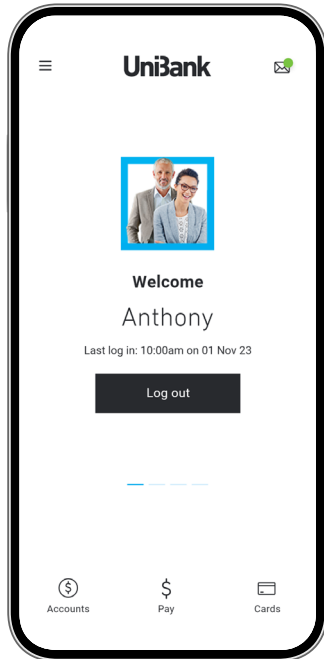 UniBank
Welcome
Anthony
Last log in: 10:00am on 01 Nov 23
Log out
Accounts
Pay
Cards